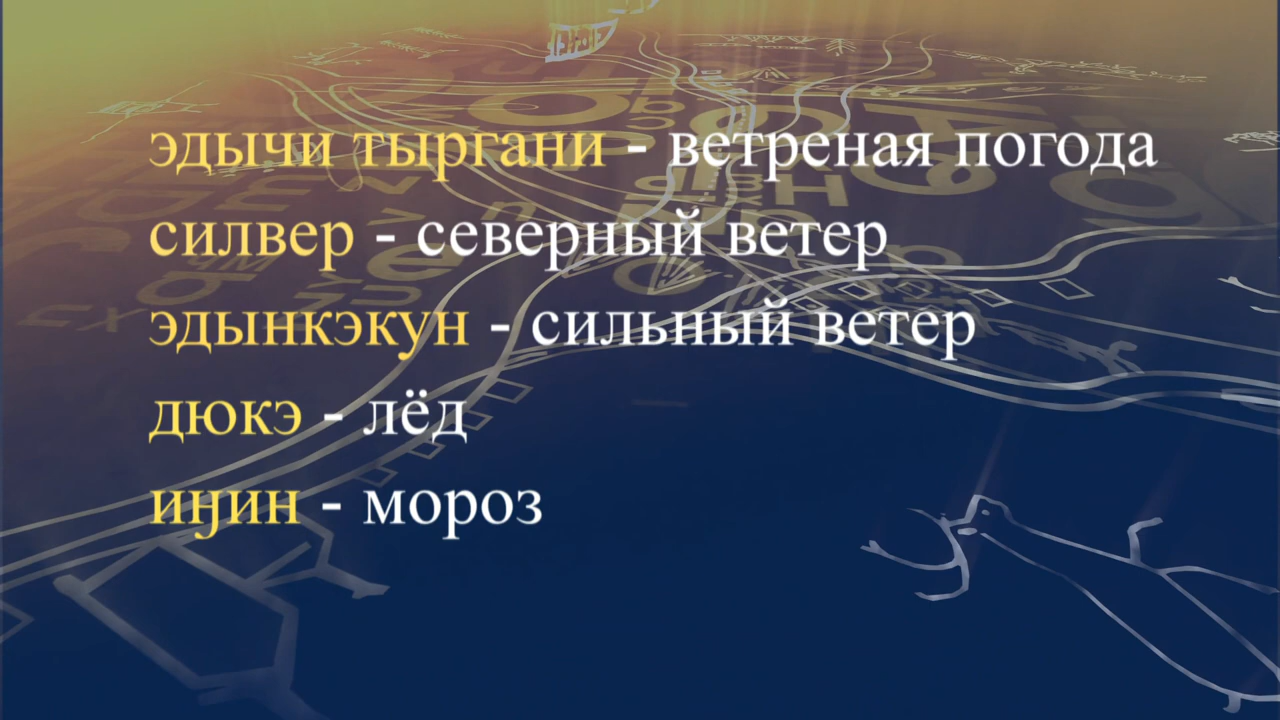 эдычи тыргани - ветреная погода
силвер - северный ветер
эдынкэкун - сильный ветер
дюкэ - лёд
иӈин - мороз